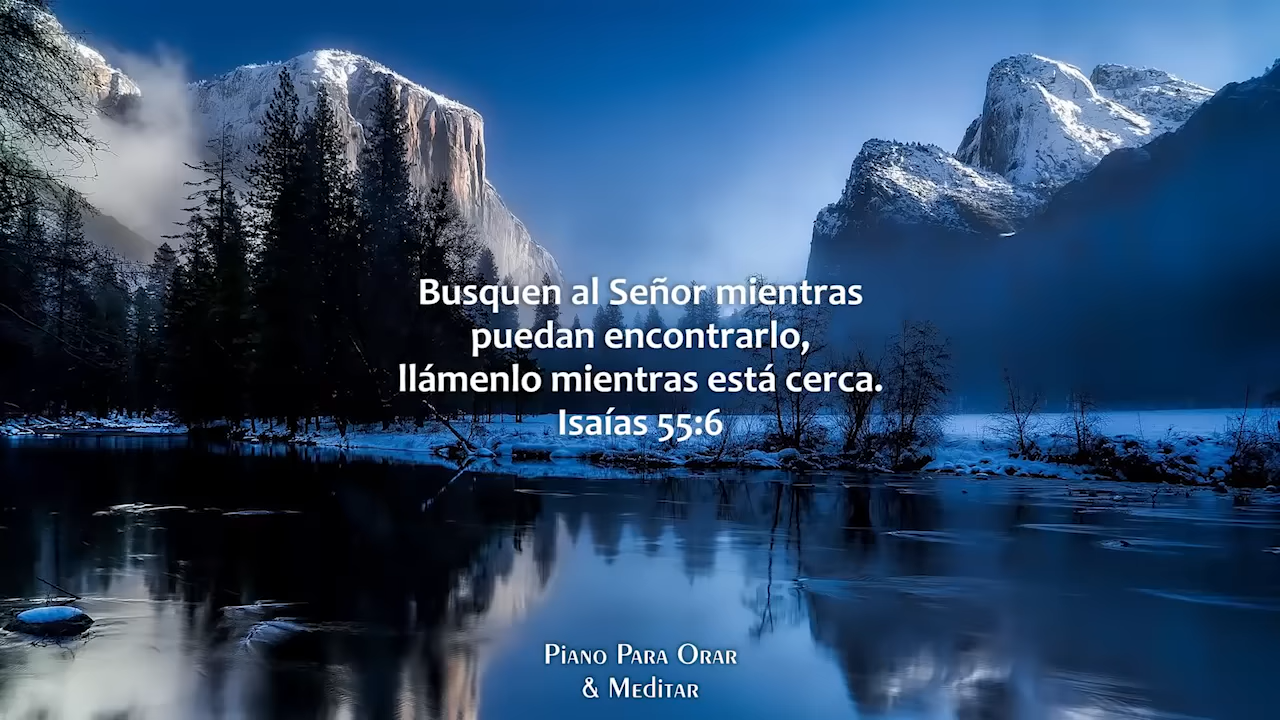 Busquen al Señor mientras
puedan encontrarlo,
llámenlo mientras está cerca.
Isaías 55:6
Piano Para Orar
& Meditar